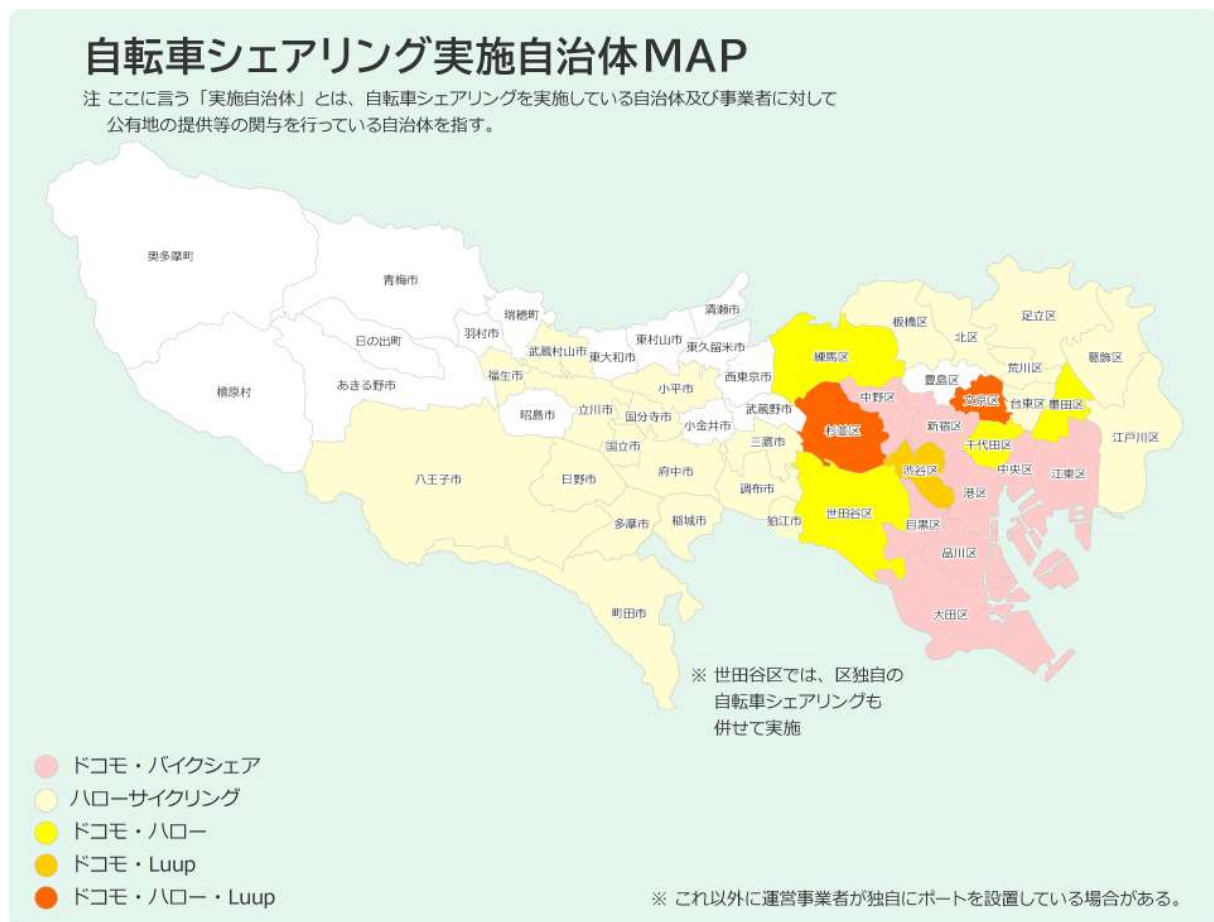 自転車シェアリング実施自治体MAP
注 ここに言う「実施自治体」とは、自転車シェアリングを実施している自治体及び事業者に対して
公有地の提供等の関与を行っている自治体を指す。
奥多摩町
青梅市
瑞穂町
清瀬市
羽村市
日の出町
武蔵村山市
東大和市
東村山市
東久留米市
檜原村
あきる野市
福生市
小平市
西東京市
昭島市
立川市
国分寺市
小金井市
武蔵野市
国立市
三鷹市
八王子市
日野市
府中市
調布市
多摩市
稲城市
狛江市
町田市
板橋区
北区
足立区
練馬区
荒川区
葛飾区
豊島区
中野区
文京区
台東区
墨田区
杉並区
新宿区
千代田区
江戸川区
渋谷区
中央区
江東区
港区
世田谷区
目黒区
品川区
大田区
※ 世田谷区では、区独自の
自転車シェアリングも
併せて実施
ドコモ・バイクシェア
ハローサイクリング
ドコモ・ハロー
ドコモ・Luup
ドコモ・ハロー・Luup
※ これ以外に運営事業者が独自にポートを設置している場合がある。